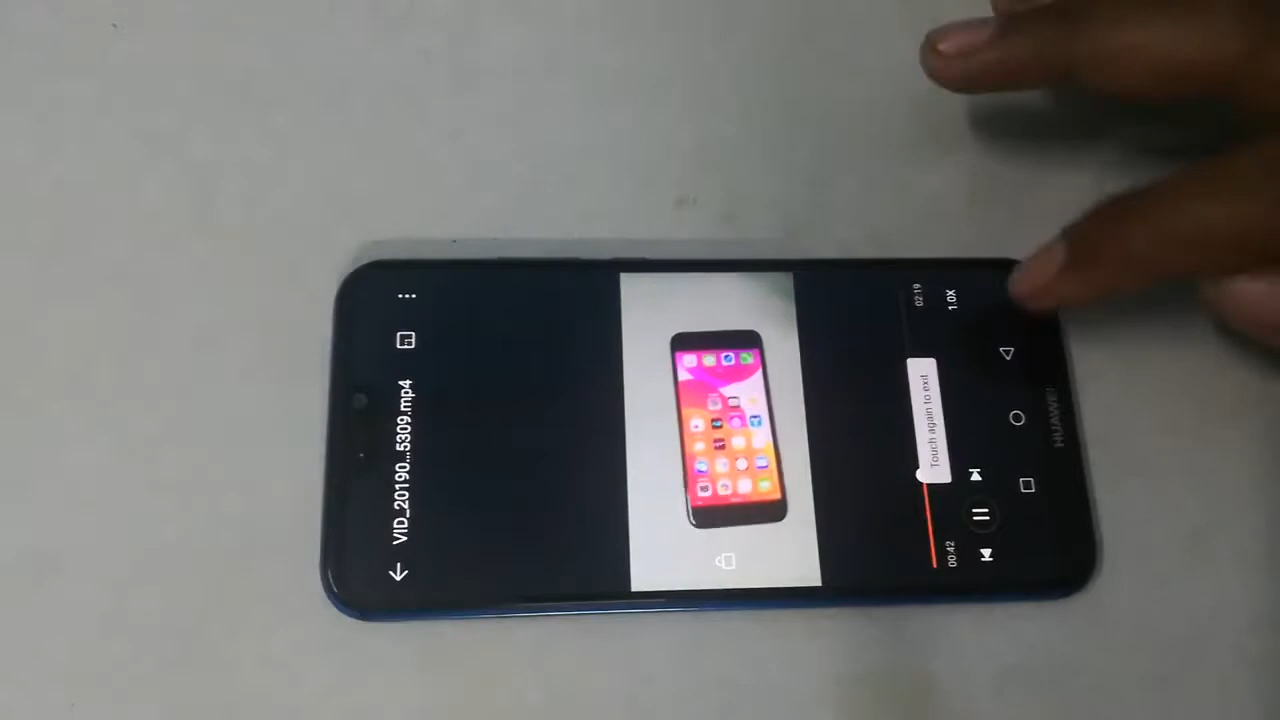 VID_20190...5309.mp4
Touch again to exit
00:42
02:19
1.0X
HUAWEI